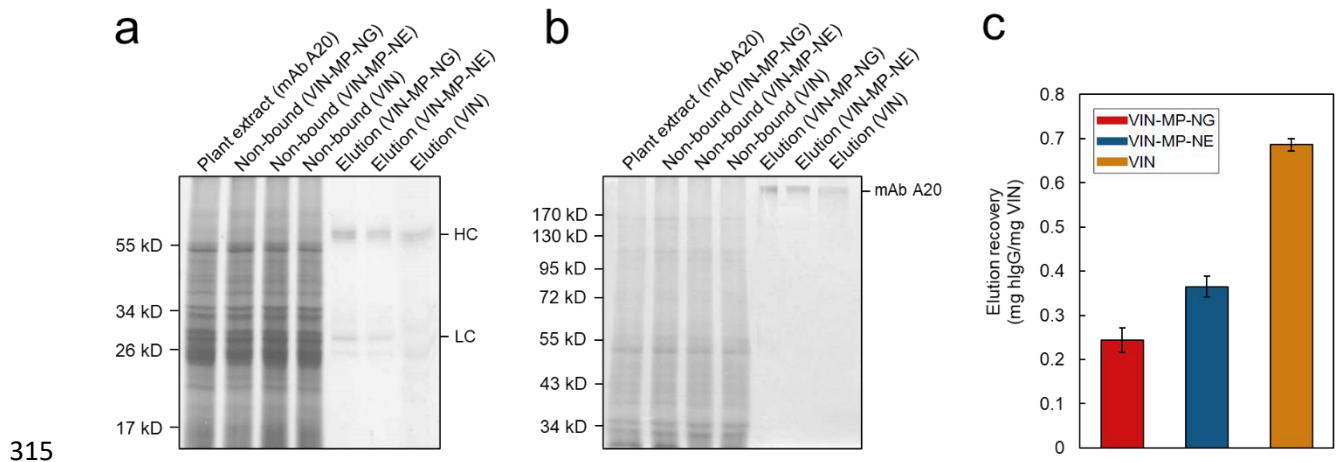 a
Plant extract (mAb A20)
Non-bound (VIN-MP-NG)
Non-bound (VIN-MP-NE)
Non-bound (VIN)
Elution (VIN-MP-NG)
Elution (VIN-MP-NE)
Elution (VIN)
55 kD
34 kD
26 kD
17 kD
HC
LC
b
Plant extract (mAb A20)
Non-bound (VIN-MP-NG)
Non-bound (VIN-MP-NE)
Non-bound (VIN)
Elution (VIN-MP-NG)
Elution (VIN-MP-NE)
Elution (VIN)
170 kD
130 kD
95 kD
72 kD
55 kD
43 kD
34 kD
mAb A20
c
Elution recovery
(mg hIgG/mg VIN)
0.8
0.7
0.6
0.5
0.4
0.3
0.2
0.1
0
VIN-MP-NG
VIN-MP-NE
VIN
315